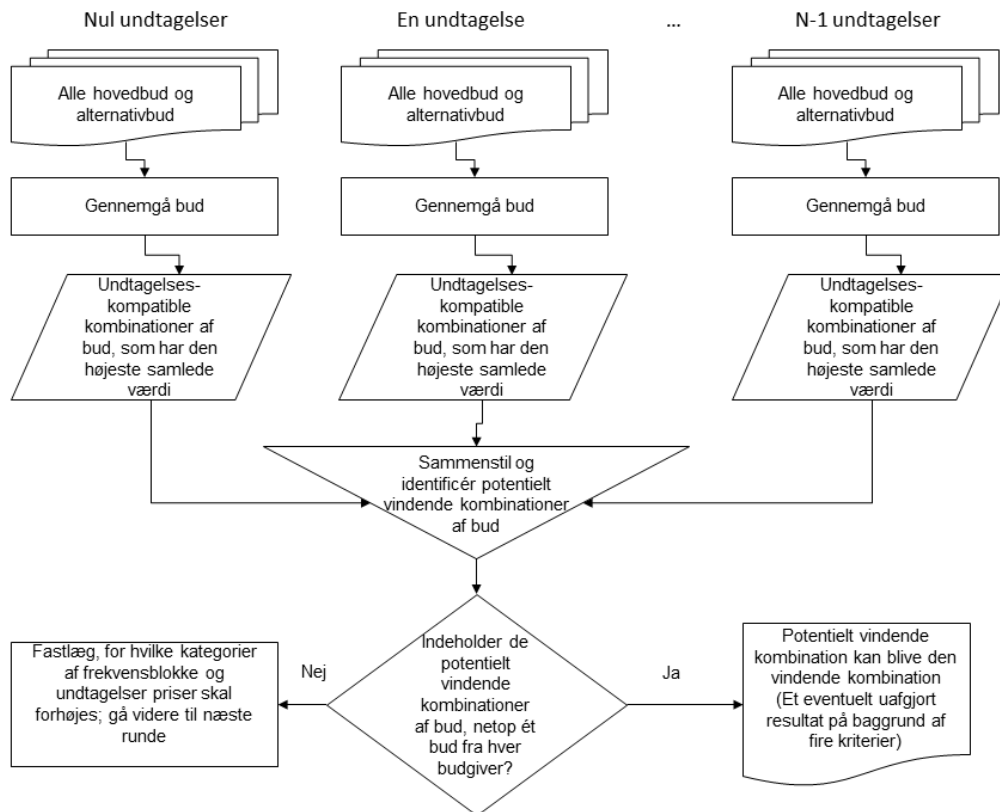 Nul undtagelser
En undtagelse
...
N-1 undtagelser
Alle hovedbud og
alternativbud
Alle hovedbud og
alternativbud
Alle hovedbud og
alternativbud
Gennemgå bud
Gennemgå bud
Gennemgå bud
Undtagelses-
kompatible
kombinationer af
bud, som har den
højeste samlede
værdi
Undtagelses-
kompatible
kombinationer af
bud, som har den
højeste samlede
værdi
Undtagelses-
kompatible
kombinationer af
bud, som har den
højeste samlede
værdi
Sammenstil og
identificér potentielt
vindende kombinationer
af bud
Fastlæg, for hvilke kategorier
af frekvensblokke og
undtagelser priser skal
forhøjes; gå videre til næste
runde
Nej
Indeholder de
potentielt
vindende
kombinationer
af bud, netop ét
bud fra hver
budgiver?
Ja
Potentielt vindende
kombination kan blive den
vindende kombination
(Et eventuelt uafgjort
resultat på baggrund af
fire kriterier)